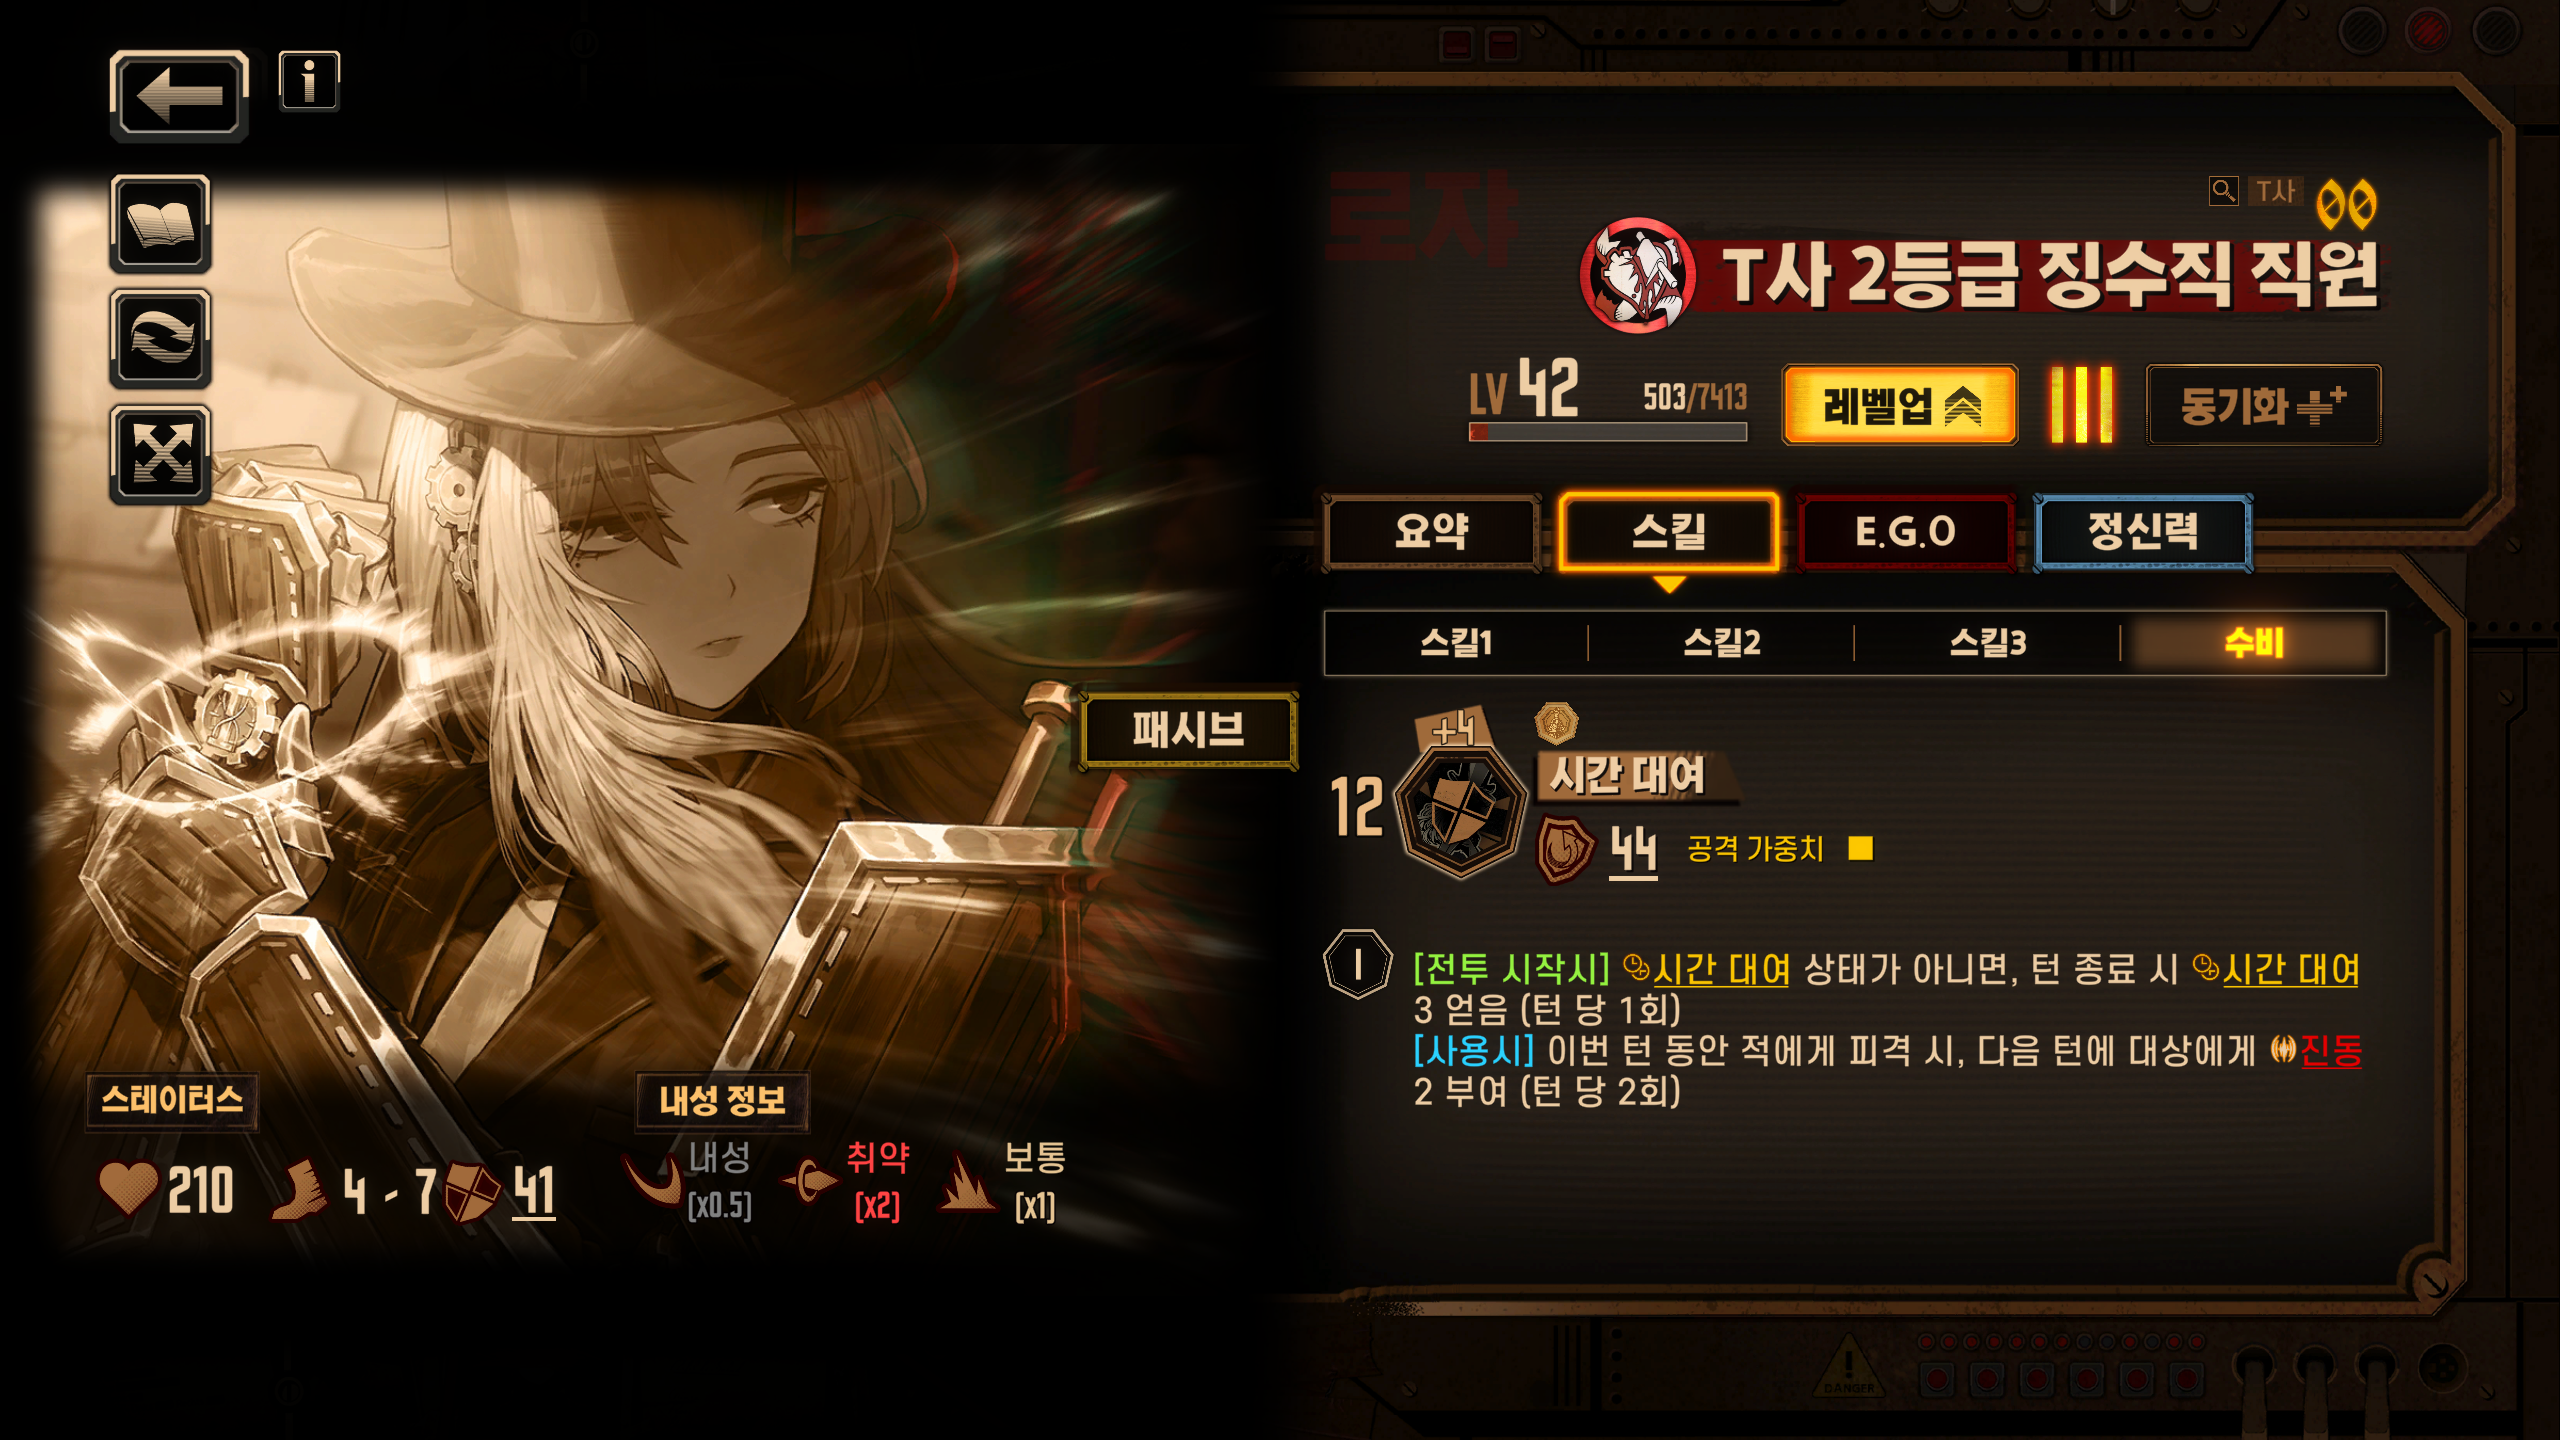 로쟈
T사
T사 2등급 징수직 직원
LV 42
503/7413
레벨업
동기화
요약
스킬
E.G.O
정신력
스킬1
스킬2
스킬3
수비
패시브
+4
12
시간 대여
44
공격 가중치
I
[전투 시작시] 시간 대여 상태가 아니면, 턴 종료 시 시간 대여
3 얻음 (턴 당 1회)
[사용시] 이번 턴 동안 적에게 피격 시, 다음 턴에 대상에게 진동
2 부여 (턴 당 2회)
스테이터스
210
4 - 7
41
내성 정보
내성
[x0.5]
취약
[x2]
보통
[x1]
DANGER